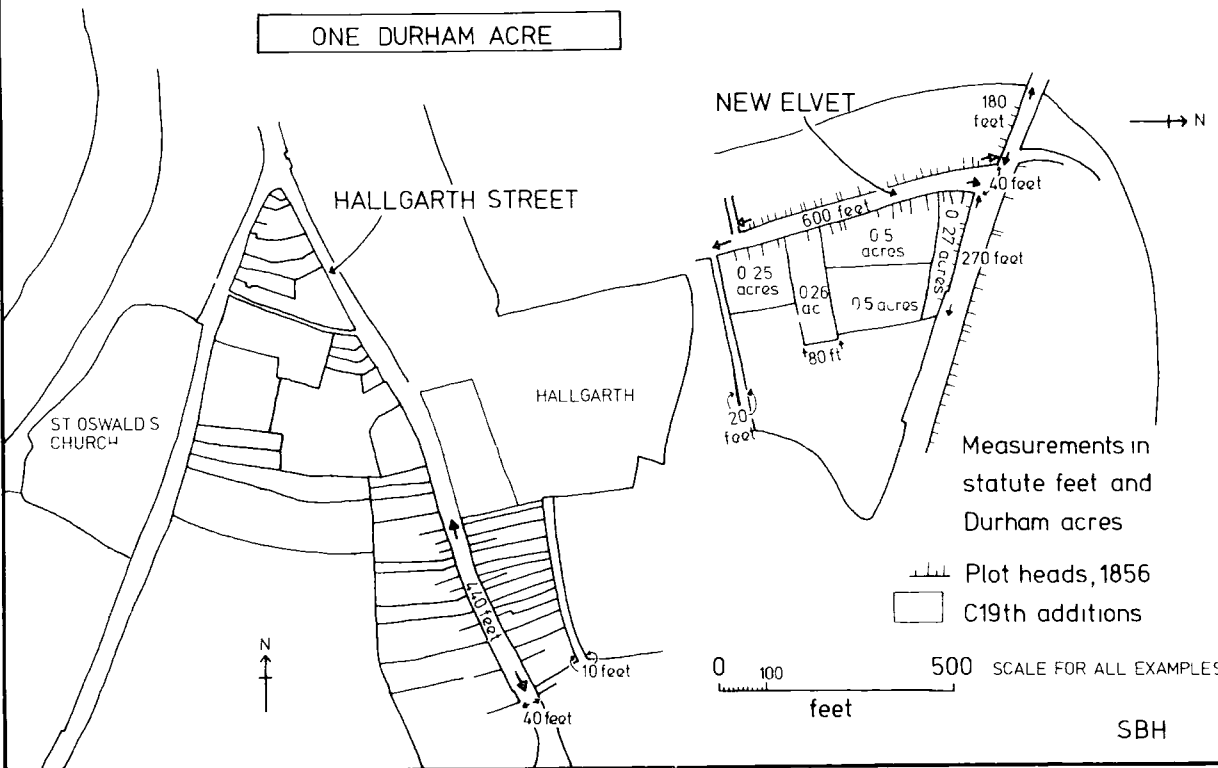 ONE DURHAM ACRE
HALLGARTH STREET
ST OSWALD S
CHURCH
HALLGARTH
440 feet
10 feet
40 feet
N
NEW ELVET
180
feet
N
40 feet
600 feet
0.5
acres
0.27 acres
270 feet
0.25
acres
0.26
ac
0.5 acres
80 ft
20
feet
Measurements in
statute feet and
Durham acres
Plot heads, 1856
C19th additions
0 100 500 SCALE FOR ALL EXAMPLES
feet
SBH